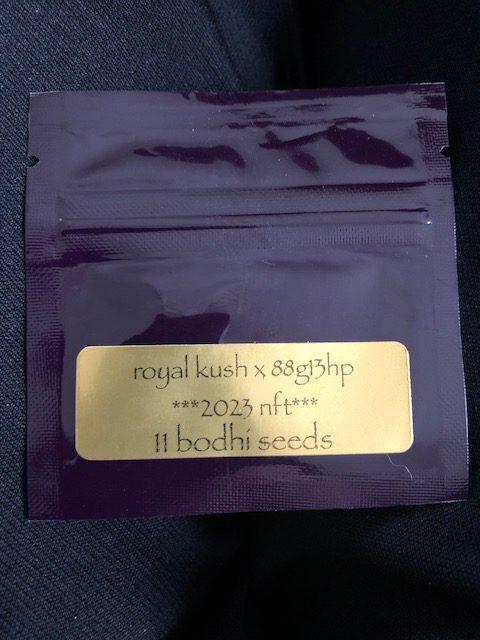 royal kush x 88g13hp
***2023 nft***
11 bodhi seeds